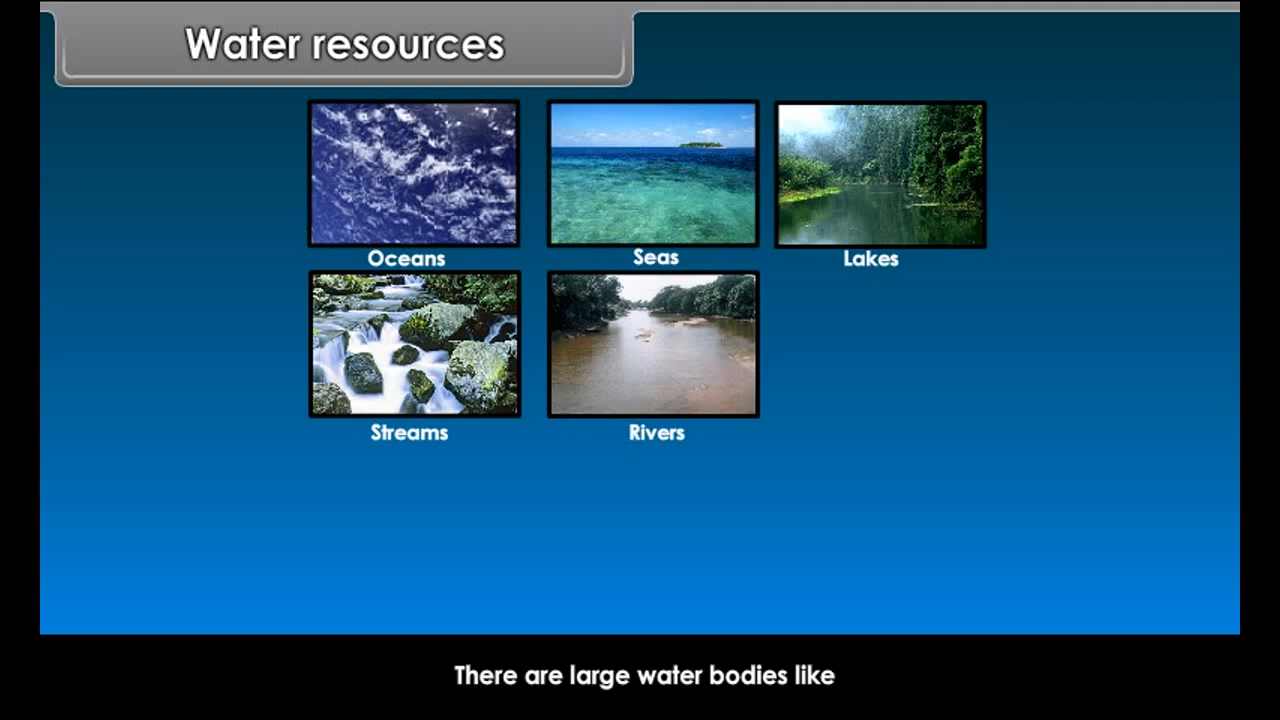 Water resources
Oceans
Seas
Lakes
Streams
Rivers
There are large water bodies like